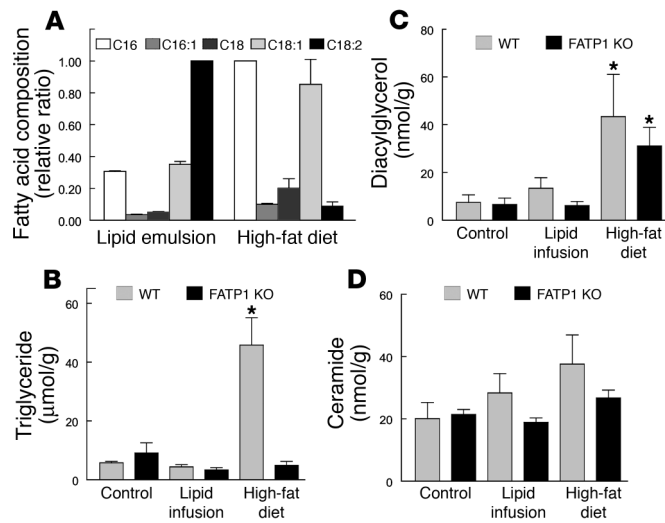 A
C16 C16:1 C18 C18:1 C18:2
Fatty acid composition
(relative ratio)
1.00
0.80
0.60
0.40
0.20
0.00
Lipid emulsion High-fat diet
C
WT FATP1 KO
Diacylglycerol
(nmol/g)
80
60
40
20
0
*
*
Control Lipid infusion High-fat diet
B
WT FATP1 KO
Triglyceride
(µmol/g)
60
40
20
0
*
Control Lipid infusion High-fat diet
D
WT FATP1 KO
Ceramide
(nmol/g)
60
40
20
0
Control Lipid infusion High-fat diet